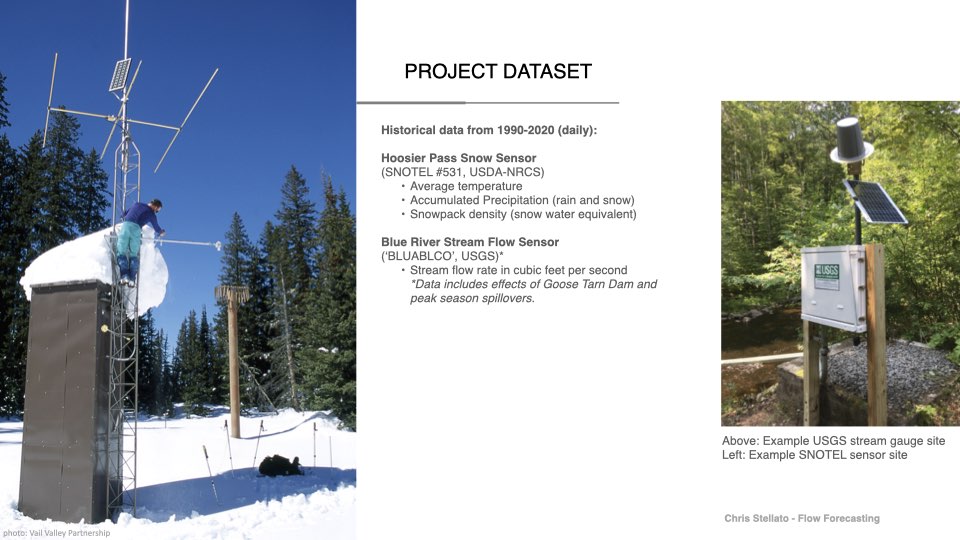 PROJECT DATASET
Historical data from 1990-2020 (daily):
Hoosier Pass Snow Sensor
(SNOTEL #531, USDA-NRCS)
• Average temperature
• Accumulated Precipitation (rain and snow)
• Snowpack density (snow water equivalent)
Blue River Stream Flow Sensor
(‘BLUABLCO’, USGS)*
• Stream flow rate in cubic feet per second
*Data includes effects of Goose Tarn Dam and
peak season spillovers.
USGS
Above: Example USGS stream gauge site
Left: Example SNOTEL sensor site
Chris Stellato - Flow Forecasting
photo: Vail Valley Partnership